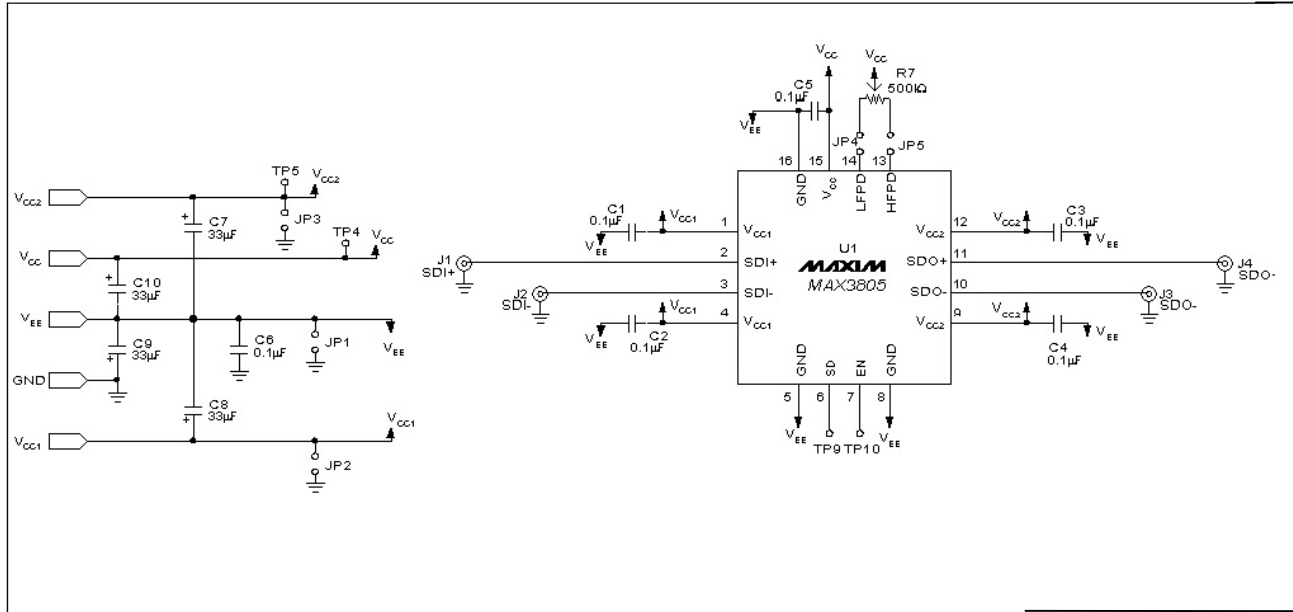 VCC
VCC
R7
500kΩ
C5
0.1µF
VEE
JP4
JP5
16 15 14 13
GND
VCC
LFPD
HFPD
TP5
VCC2
VCC2
C7
33µF
JP3
TP4
VCC
VCC
C10
33µF
VEE
C9
33µF
C6
0.1µF
JP1
VEE
GND
C8
33µF
VCC1
VCC1
JP2
C1
0.1µF
VCC1
VEE
1
VCC1
J1
SDI+
2
SDI+
J2
SDI-
3
SDI-
VCC1
4
VCC1
VEE
C2
0.1µF
U1
MAXIM
MAX3805
12
VCC2
VCC2
C3
0.1µF
VEE
11
SDO+
J4
SDO-
10
SDO-
J3
SDO-
9
VCC2
VCC2
VEE
C4
0.1µF
GND
SD
EN
GND
5 6 7 8
VEE
VEE
TP9 TP10